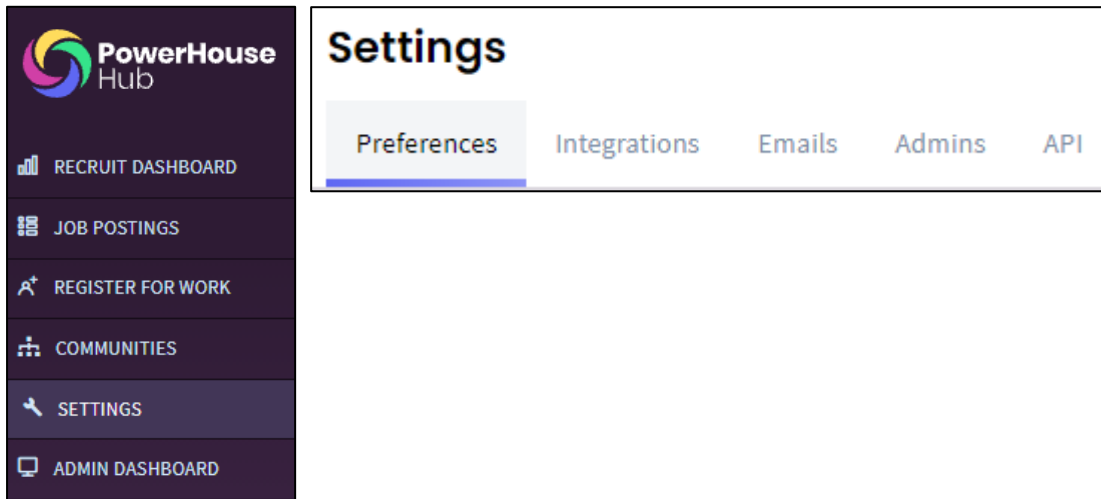 PowerHouse
Hub
RECRUIT DASHBOARD
JOB POSTINGS
REGISTER FOR WORK
COMMUNITIES
SETTINGS
ADMIN DASHBOARD
Settings
Preferences Integrations Emails Admins API